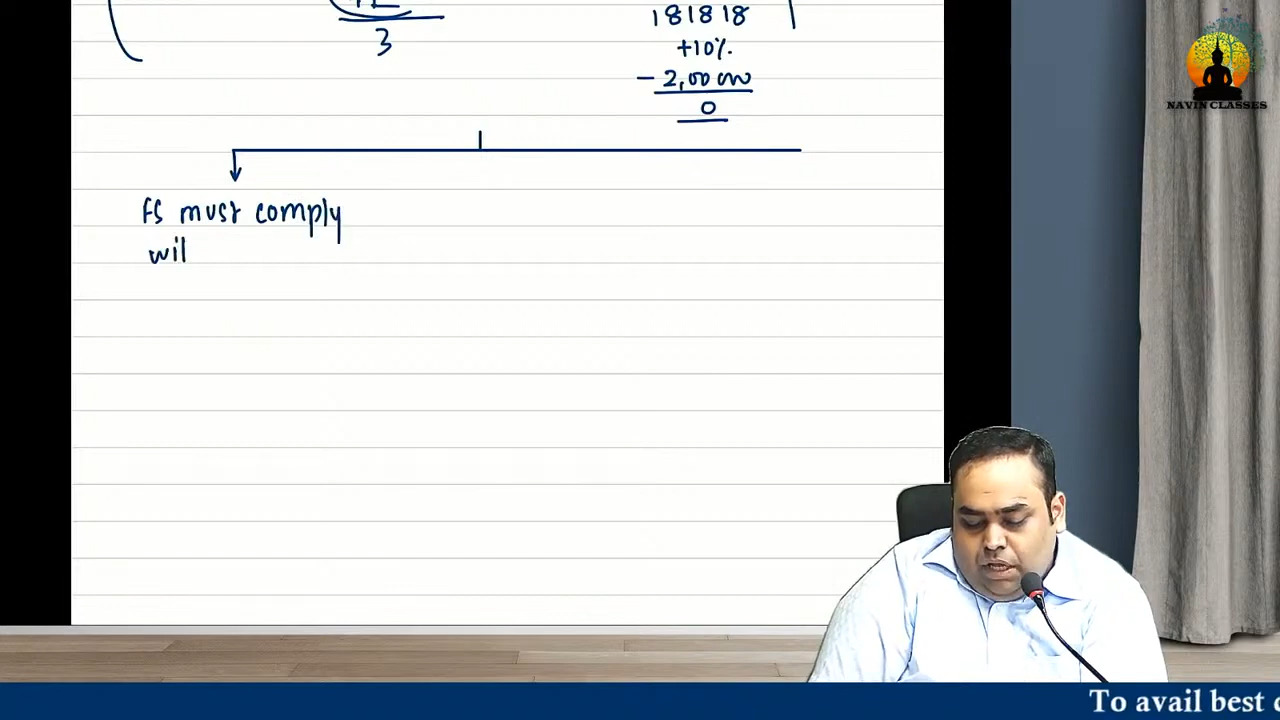 3
181818
+10%
- 2,00 000
0
FS must comply
wil
NAVIN CLASSES
To avail best c